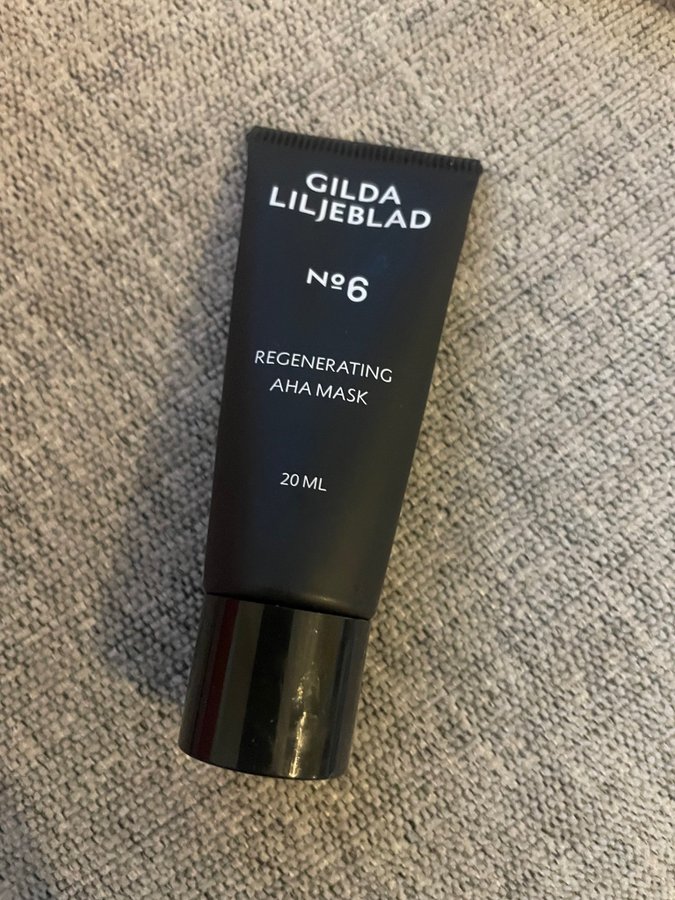 GILDA
LILJEBLAD
Nº6
REGENERATING
AHA MASK
20 ML